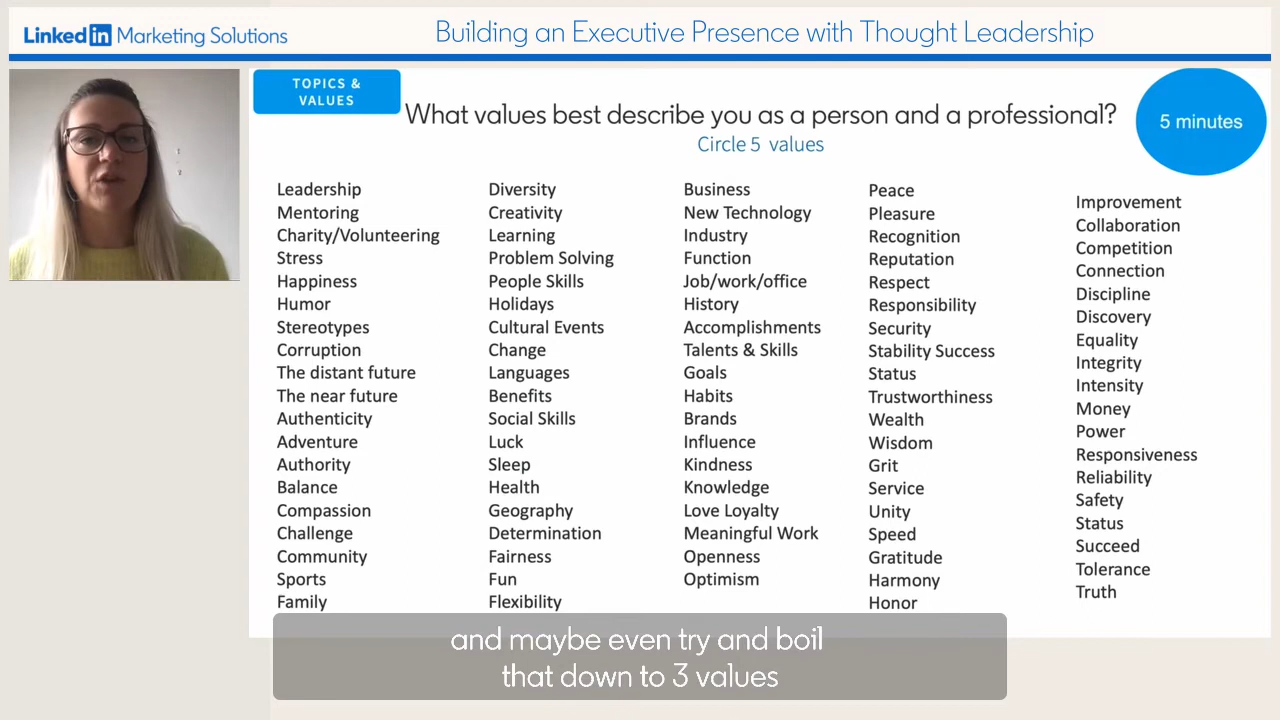 LinkedIn Marketing Solutions
Building an Executive Presence with Thought Leadership
TOPICS &
VALUES
What values best describe you as a person and a professional?
Circle 5 values
5 minutes
Leadership
Mentoring
Charity/Volunteering
Stress
Happiness
Humor
Stereotypes
Corruption
The distant future
The near future
Authenticity
Adventure
Authority
Balance
Compassion
Challenge
Community
Sports
Family
Diversity
Creativity
Learning
Problem Solving
People Skills
Holidays
Cultural Events
Change
Languages
Benefits
Social Skills
Luck
Sleep
Health
Geography
Determination
Fairness
Fun
Flexibility
Business
New Technology
Industry
Function
Job/work/office
History
Accomplishments
Talents & Skills
Goals
Habits
Brands
Influence
Kindness
Knowledge
Love Loyalty
Meaningful Work
Openness
Optimism
Peace
Pleasure
Recognition
Reputation
Respect
Responsibility
Security
Stability Success
Status
Trustworthiness
Wealth
Wisdom
Grit
Service
Unity
Speed
Gratitude
Harmony
Honor
Improvement
Collaboration
Competition
Connection
Discipline
Discovery
Equality
Integrity
Intensity
Money
Power
Responsiveness
Reliability
Safety
Status
Succeed
Tolerance
Truth
and maybe even try and boil
that down to 3 values